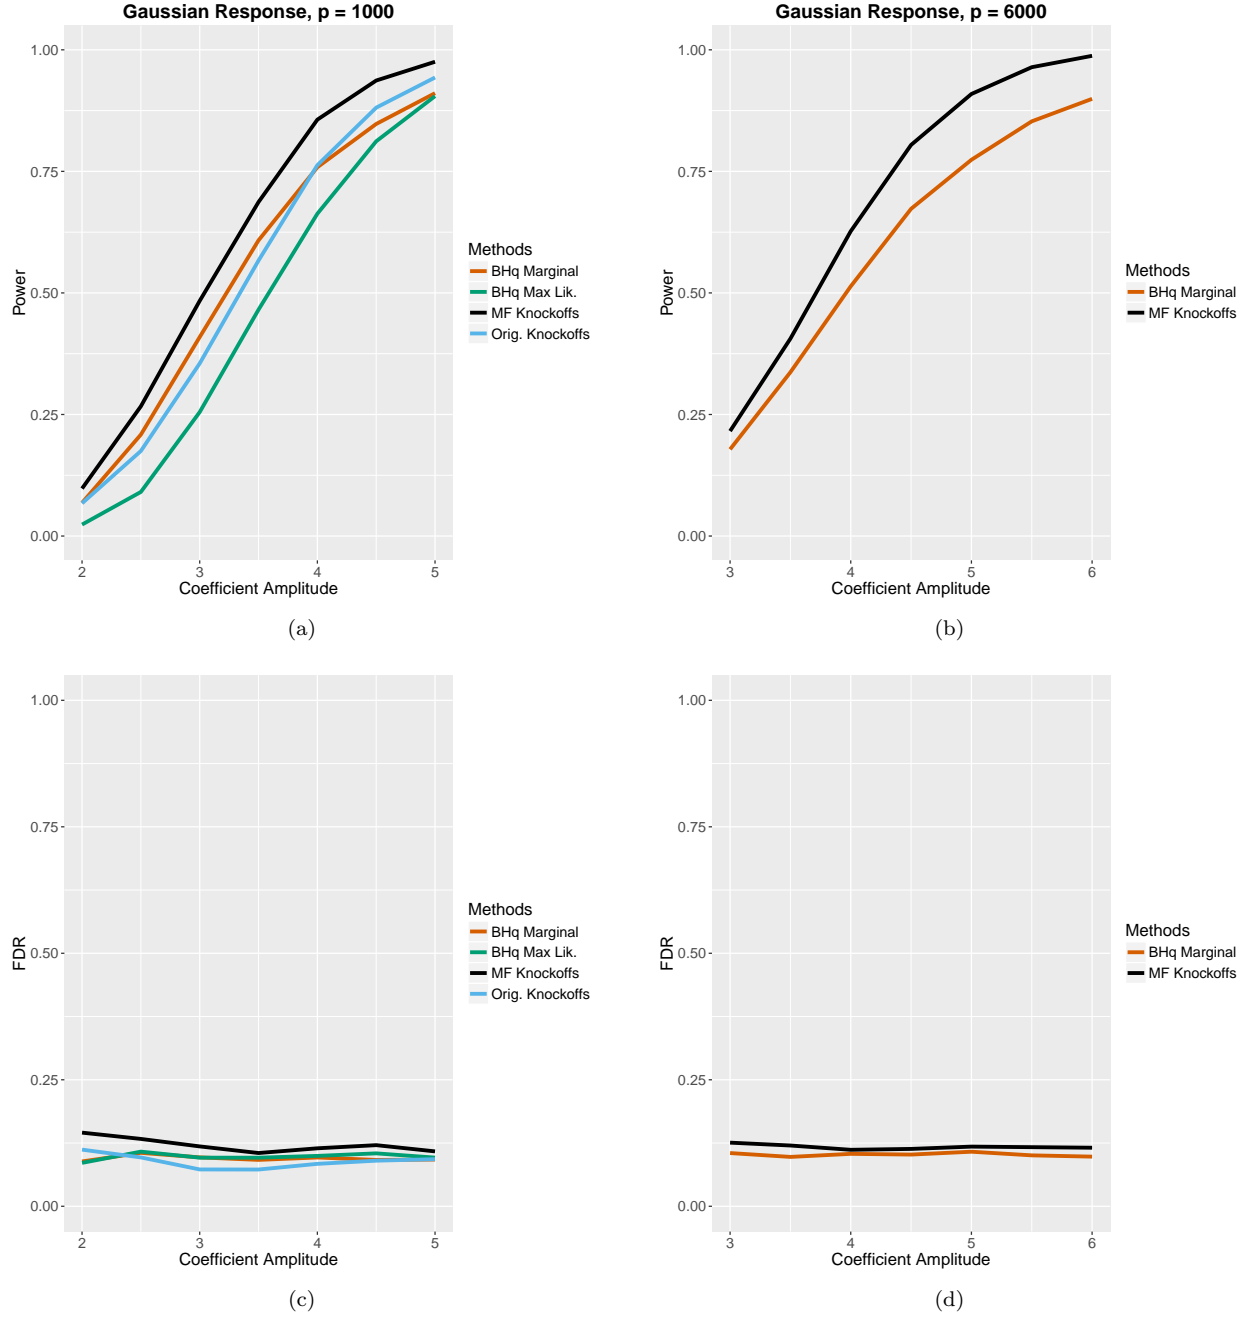 Gaussian Response, p = 1000
Power
1.00
0.75
0.50
0.25
0.00
2
3
4
5
Coefficient Amplitude
Methods
BHq Marginal
BHq Max Lik.
MF Knockoffs
Orig. Knockoffs
(a)
Gaussian Response, p = 6000
Power
1.00
0.75
0.50
0.25
0.00
3
4
5
6
Coefficient Amplitude
Methods
BHq Marginal
MF Knockoffs
(b)
FDR
1.00
0.75
0.50
0.25
0.00
2
3
4
5
Coefficient Amplitude
Methods
BHq Marginal
BHq Max Lik.
MF Knockoffs
Orig. Knockoffs
(c)
FDR
1.00
0.75
0.50
0.25
0.00
3
4
5
6
Coefficient Amplitude
Methods
BHq Marginal
MF Knockoffs
(d)